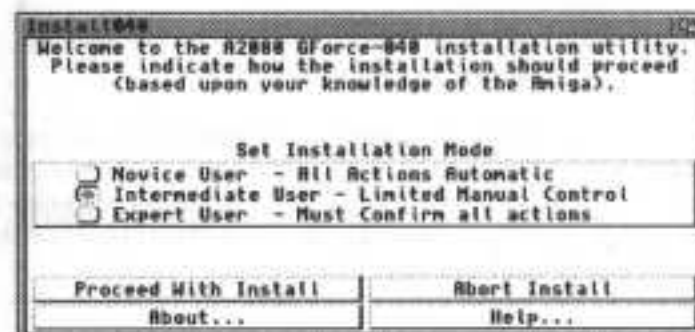 Install040
Welcome to the A2000 GForce-040 installation utility.
Please indicate how the installation should proceed
(based upon your knowledge of the Amiga).
Set Installation Mode
Novice User - All Actions Automatic
Intermediate User - Limited Manual Control
Expert User - Must Confirm all actions
Proceed With Install
Abort Install
About...
Help...